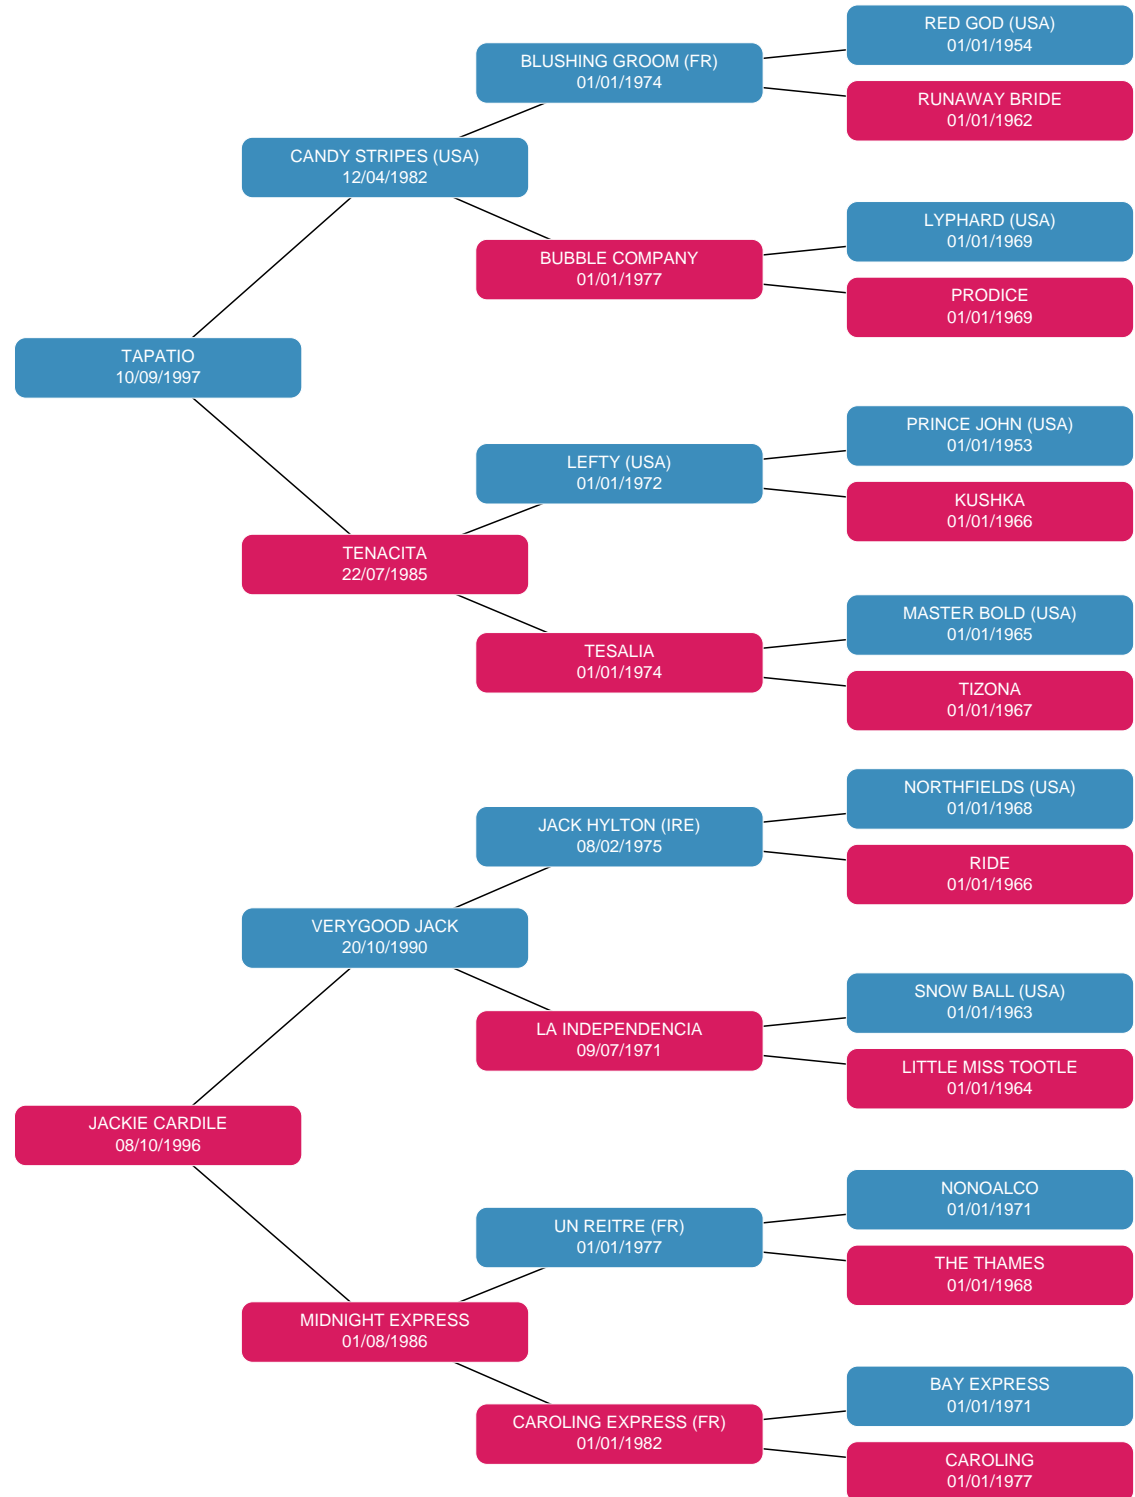 RED GOD (USA)
01/01/1954
BLUSHING GROOM (FR)
01/01/1974
RUNAWAY BRIDE
01/01/1962
CANDY STRIPES (USA)
12/04/1982
LYPHARD (USA)
01/01/1969
BUBBLE COMPANY
01/01/1977
PRODICE
01/01/1969
TAPATIO
10/09/1997
PRINCE JOHN (USA)
01/01/1953
LEFTY (USA)
01/01/1972
KUSHKA
01/01/1966
TENACITA
22/07/1985
MASTER BOLD (USA)
01/01/1965
TESALIA
01/01/1974
TIZONA
01/01/1967
NORTHFIELDS (USA)
01/01/1968
JACK HYLTON (IRE)
08/02/1975
RIDE
01/01/1966
VERYGOOD JACK
20/10/1990
SNOW BALL (USA)
01/01/1963
LA INDEPENDENCIA
09/07/1971
LITTLE MISS TOOTLE
01/01/1964
JACKIE CARDILE
08/10/1996
NONOALCO
01/01/1971
UN REITRE (FR)
01/01/1977
THE THAMES
01/01/1968
MIDNIGHT EXPRESS
01/08/1986
BAY EXPRESS
01/01/1971
CAROLING EXPRESS (FR)
01/01/1982
CAROLING
01/01/1977